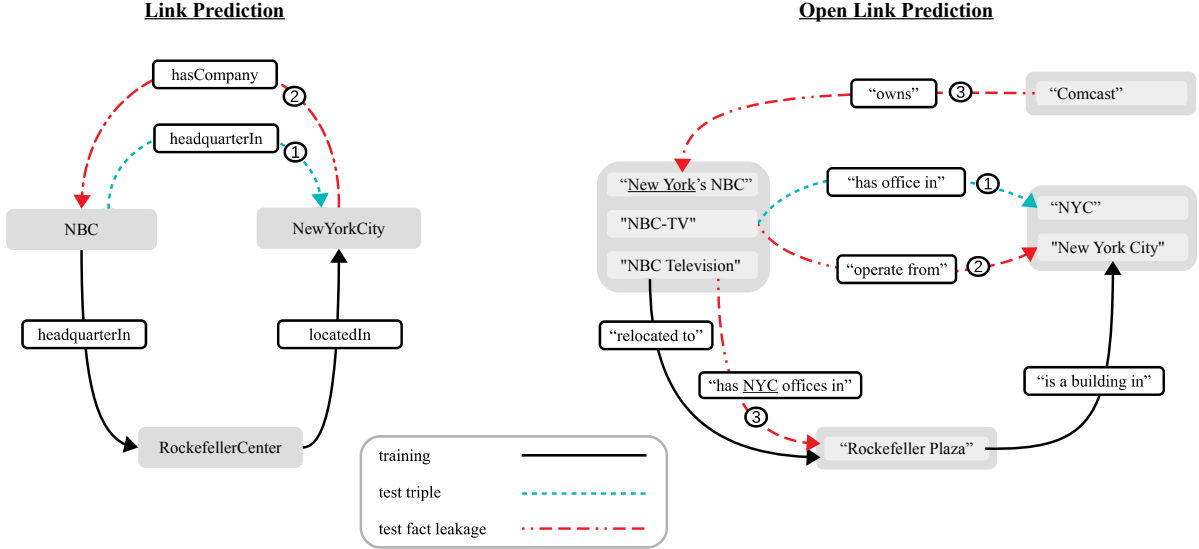 Link Prediction
hasCompany
2
headquarterIn
1
NBC
NewYorkCity
headquarterIn
locatedIn
RockefellerCenter
Open Link Prediction
“owns”
3
“Comcast”
“New York’s NBC”
"NBC-TV"
"NBC Television"
“has office in”
1
“NYC”
"New York City"
“operate from”
2
“relocated to”
“has NYC offices in”
3
“is a building in”
“Rockefeller Plaza”
training
test triple
test fact leakage